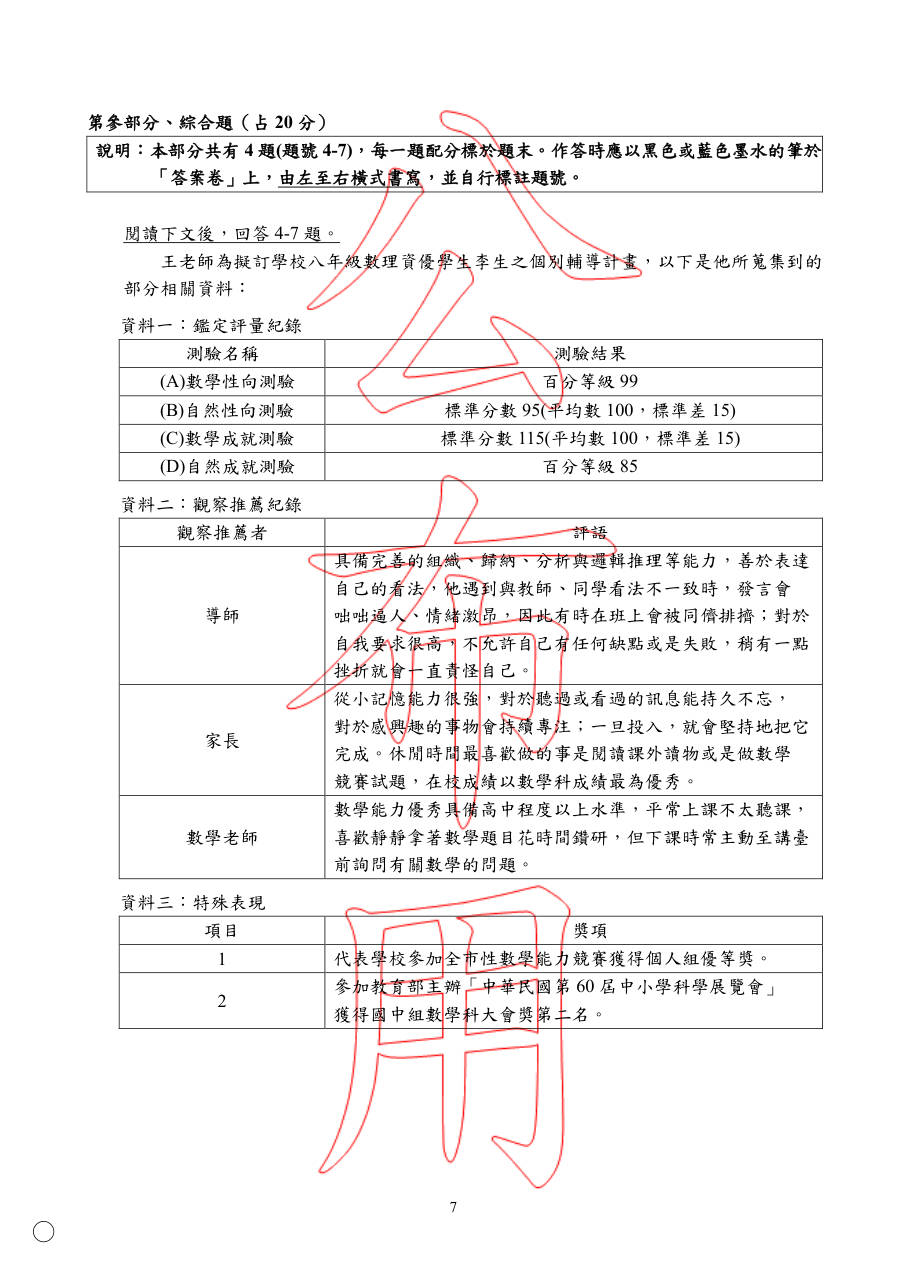 第參部分、綜合題（占 20 分）
說明：本部分共有 4 題(題號 4-7)，每一題配分標於題末。作答時應以黑色或藍色墨水的筆於
「答案卷」上，由左至右橫式書寫，並自行標註題號。
閱讀下文後，回答 4-7 題。
王老師為擬訂學校八年級數理資優學生李生之個別輔導計畫，以下是他所蒐集到的
部分相關資料：
資料一：鑑定評量紀錄
測驗名稱 測驗結果
(A)數學性向測驗 百分等級 99
(B)自然性向測驗 標準分數 95(平均數 100，標準差 15)
(C)數學成就測驗 標準分數 115(平均數 100，標準差 15)
(D)自然成就測驗 百分等級 85
資料二：觀察推薦紀錄
觀察推薦者 評語
具備完善的組織、歸納、分析與邏輯推理等能力，善於表達
自己的看法，他遇到與教師、同學看法不一致時，發言會
導師 咄咄逼人、情緒激昂，因此有時在班上會被同儕排擠；對於
自我要求很高，不允許自己有任何缺點或是失敗，稍有一點
挫折就會一直責怪自己。
從小記憶能力很強，對於聽過或看過的訊息能持久不忘，
家長 對於感興趣的事物會持續專注；一旦投入，就會堅持地把它
完成。休閒時間最喜歡做的事是閱讀課外讀物或是做數學
競賽試題，在校成績以數學科成績最為優秀。
數學能力優秀具備高中程度以上水準，平常上課不太聽課，
數學老師 喜歡靜靜拿著數學題目花時間鑽研，但下課時常主動至講臺
前詢問有關數學的問題。
資料三：特殊表現
項目 獎項
1 代表學校參加全市性數學能力競賽獲得個人組優等獎。
2 參加教育部主辦「中華民國第 60 屆中小學科學展覽會」
獲得國中組數學科大會獎第二名。
公布用
7